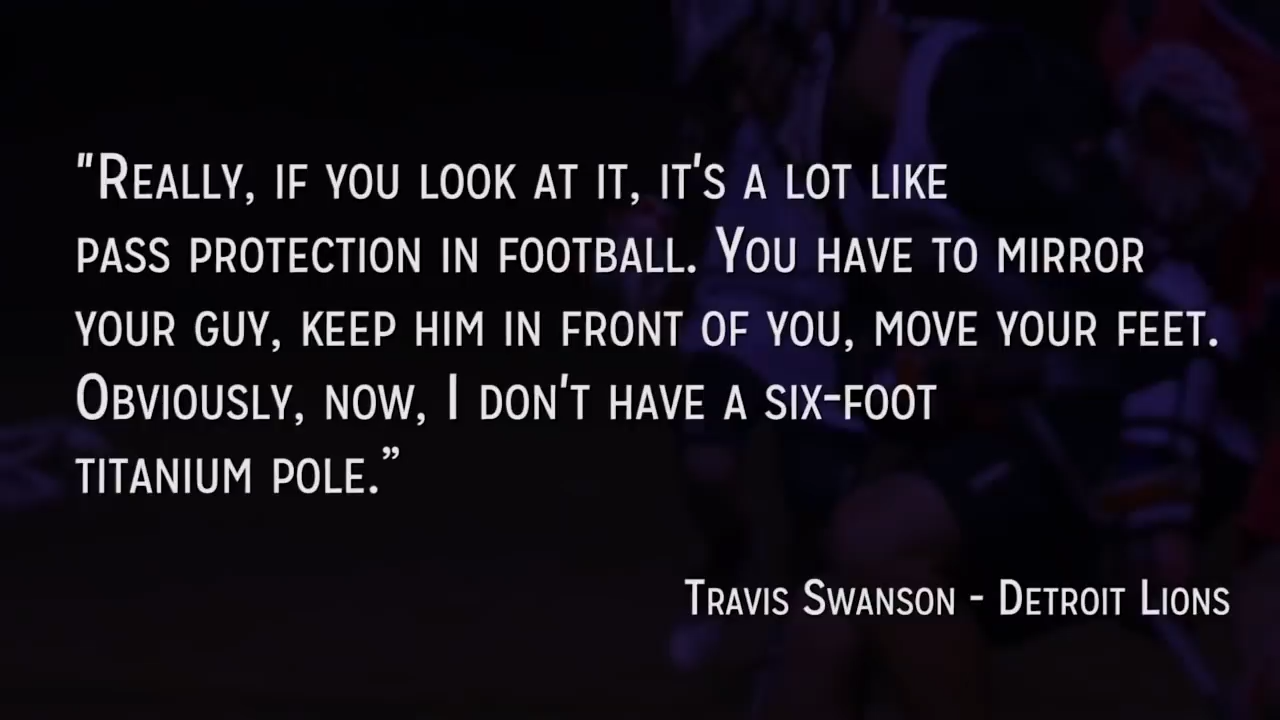 "Really, if you look at it, it's a lot like
pass protection in football. You have to mirror
your guy, keep him in front of you, move your feet.
Obviously, now, I don't have a six-foot
titanium pole.”
Travis Swanson - Detroit Lions